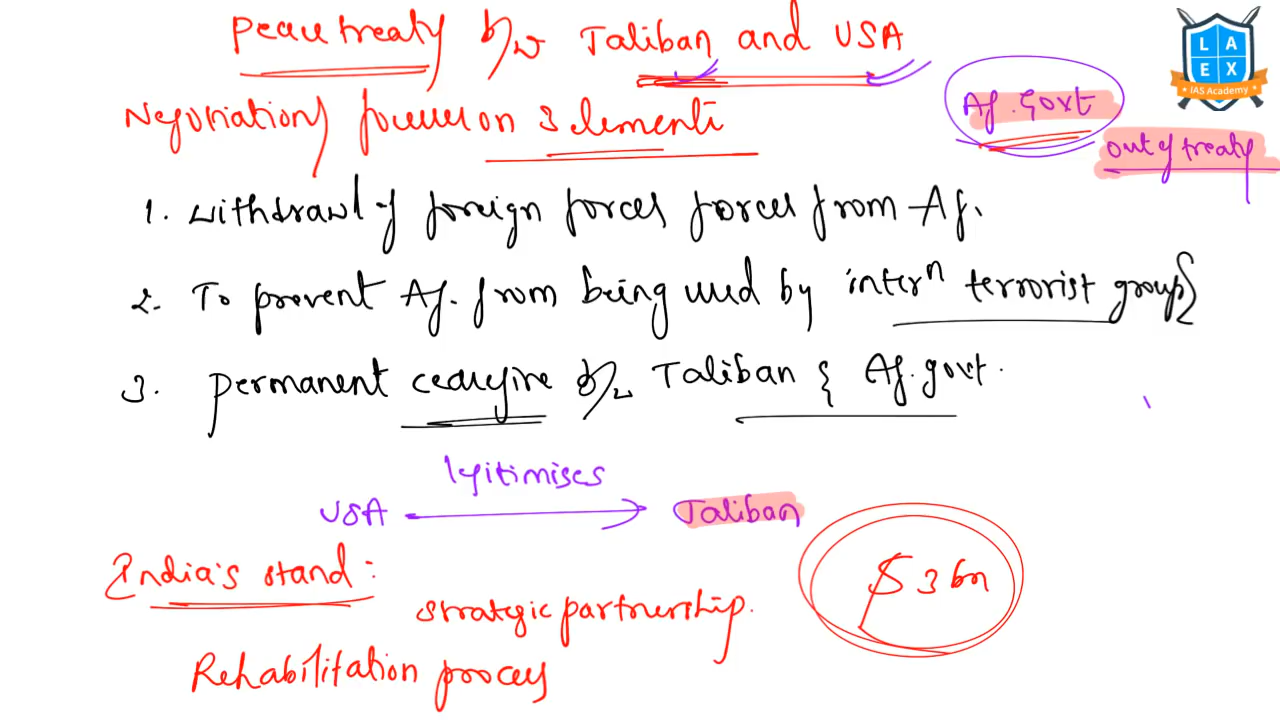 Peace treaty b/w Taliban and USA
Negotiations focuses on 3 elements
Af. Govt
out of treaty
1. withdrawl of foreign forces forces from Af.
2. To prevent Af. from being used by intern terrorist groups
3. permanent ceasefire b/w Taliban & Af. govt.
legitimises
USA → Taliban
India's stand:
$ 3 bn
strategic partnership.
Rehabilitation process
L A
E X
IAS Academy